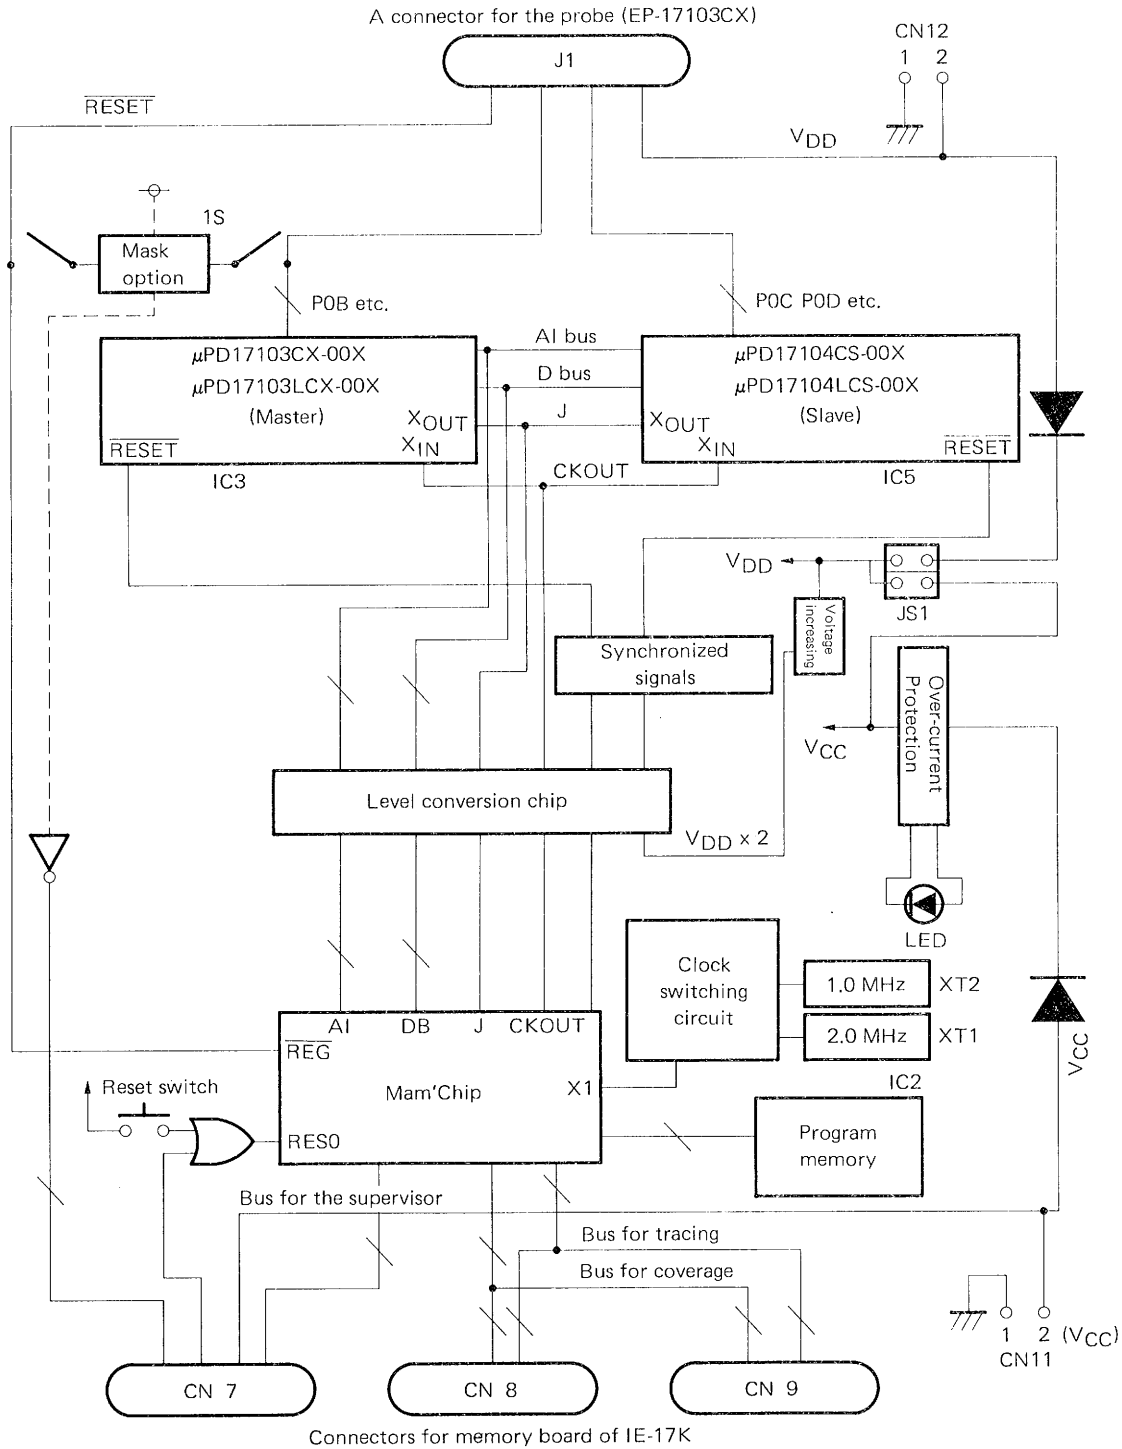 A connector for the probe (EP-17103CX)
J1
CN12
1 2
RESET
VDD
1S
Mask
option
P0B etc.
P0C P0D etc.
μPD17103CX-00X
μPD17103LCX-00X
(Master)
XOUT
XIN
RESET
IC3
AI bus
D bus
J
CKOUT
μPD17104CS-00X
μPD17104LCS-00X
(Slave)
XOUT
XIN
RESET
IC5
VDD
JS1
Voltage
increasing
Synchronized
signals
Over-current
Protection
VCC
Level conversion chip
VDD x 2
LED
Clock
switching
circuit
1.0 MHz XT2
2.0 MHz XT1
VCC
AI DB J CKOUT
REG
Mam'Chip
X1
RES0
Reset switch
IC2
Program
memory
Bus for the supervisor
Bus for tracing
Bus for coverage
1 2 (VCC)
CN11
CN 7
CN 8
CN 9
Connectors for memory board of IE-17K